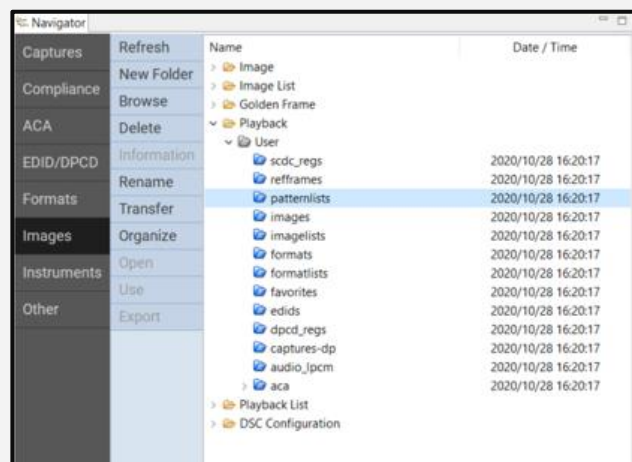 Navigator
Captures
Compliance
ACA
EDID/DPCD
Formats
Images
Instruments
Other
Refresh
New Folder
Browse
Delete
Information
Rename
Transfer
Organize
Open
Use
Export
Name Date / Time
Image
Image List
Golden Frame
Playback
User
scdc_regs 2020/10/28 16:20:17
refframes 2020/10/28 16:20:17
patternlists 2020/10/28 16:20:17
images 2020/10/28 16:20:17
imagelists 2020/10/28 16:20:17
formats 2020/10/28 16:20:17
formatlists 2020/10/28 16:20:17
favorites 2020/10/28 16:20:17
edids 2020/10/28 16:20:17
dpcd_regs 2020/10/28 16:20:17
captures-dp 2020/10/28 16:20:17
audio_lpcm 2020/10/28 16:20:17
aca 2020/10/28 16:20:17
Playback List
DSC Configuration